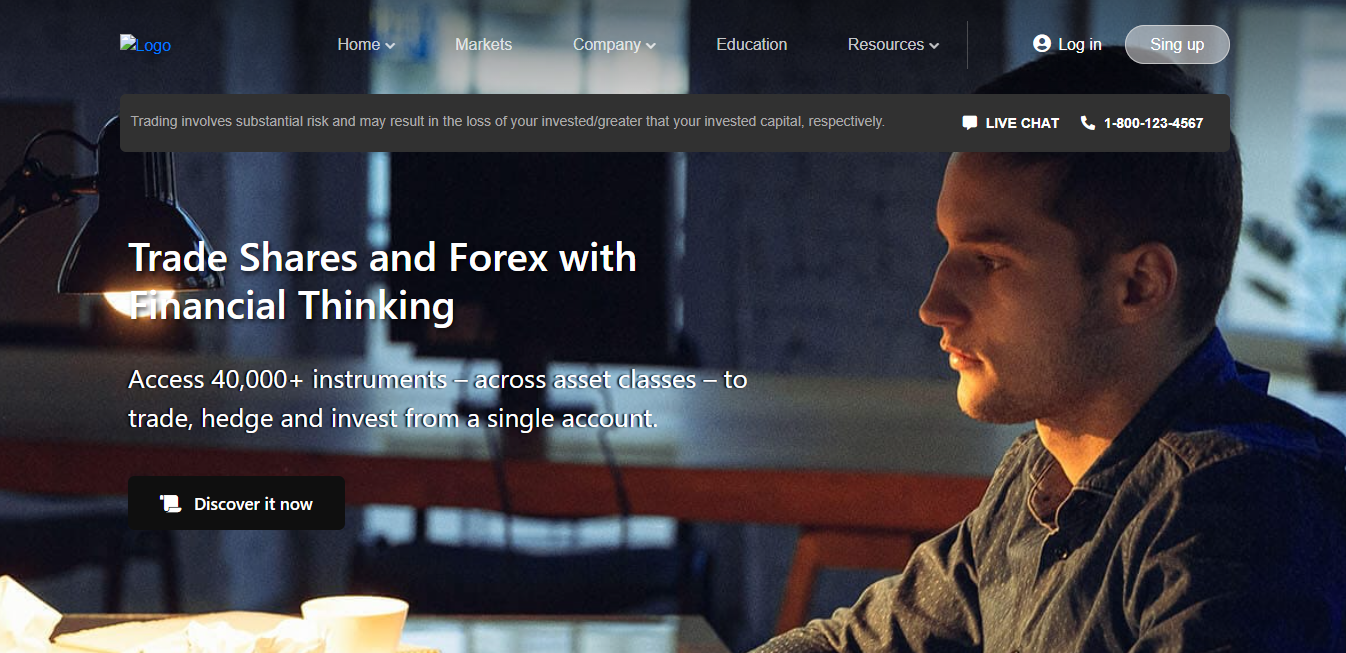 Logo
Home
Markets
Company
Education
Resources
Log in
Sing up
Trading involves substantial risk and may result in the loss of your invested/greater that your invested capital, respectively.
LIVE CHAT
1-800-123-4567
Trade Shares and Forex with
Financial Thinking
Access 40,000+ instruments – across asset classes – to
trade, hedge and invest from a single account.
Discover it now